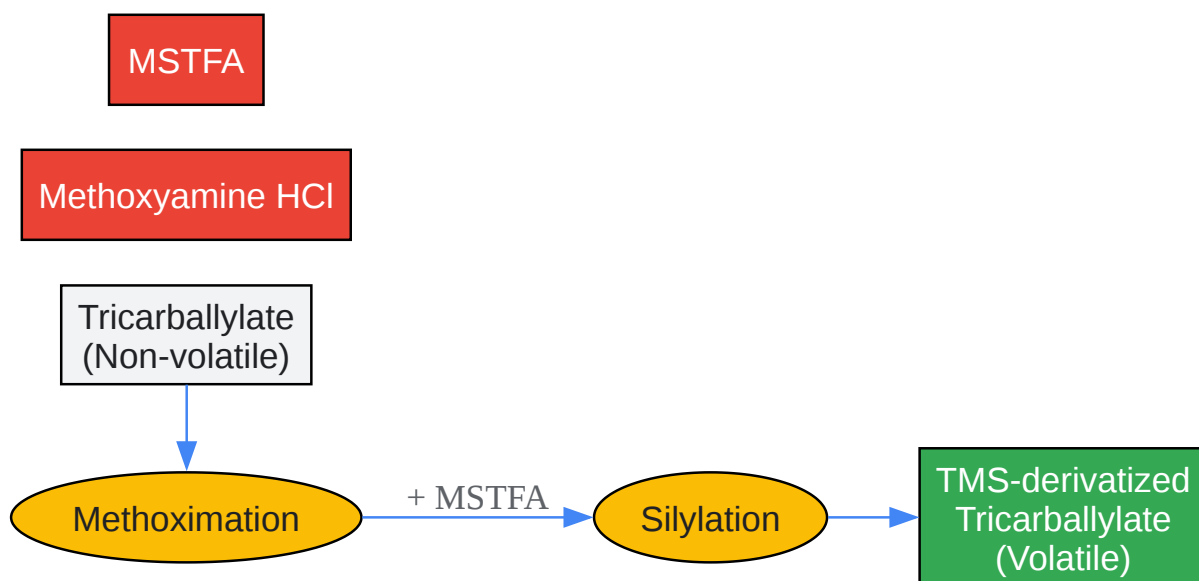 MSTFA
Methoxyamine HCl
Tricarballylate
(Non-volatile)
Methoximation
+ MSTFA
Silylation
TMS-derivatized
Tricarballylate
(Volatile)